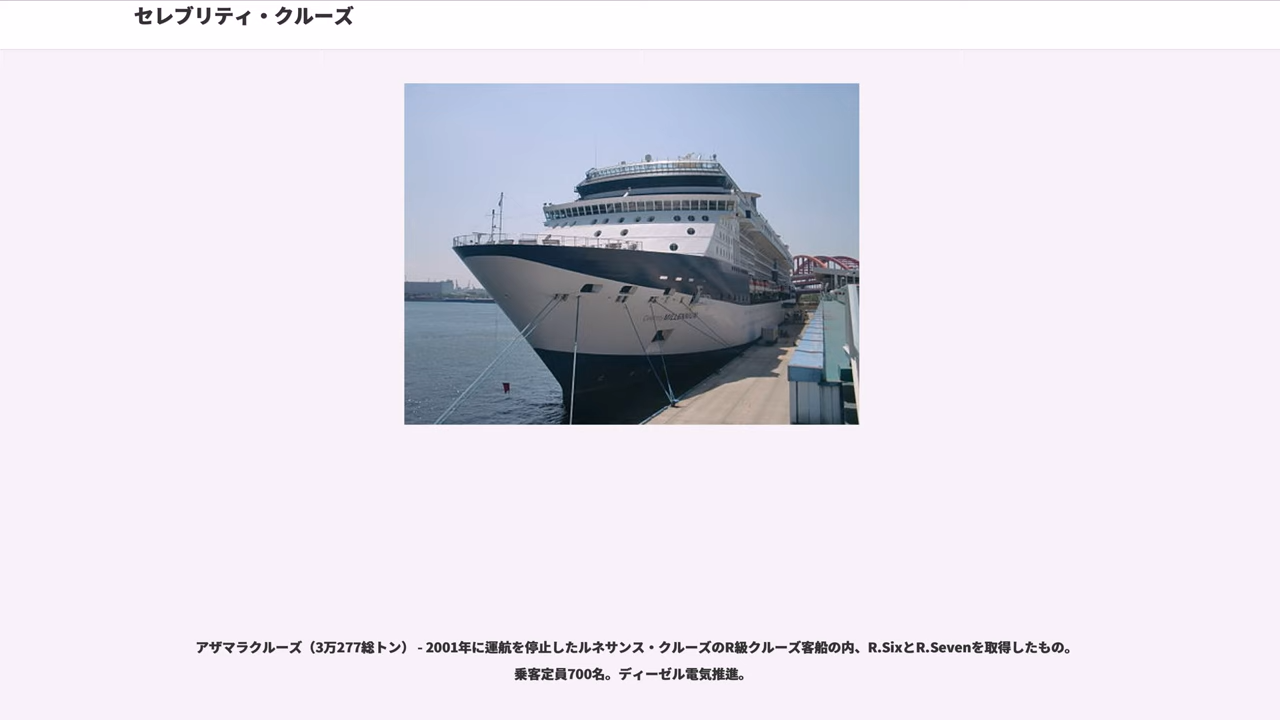 セレブリティ・クルーズ
MILLENNIUM
アザマラクルーズ（3万277総トン） - 2001年に運航を停止したルネサンス・クルーズのR級クルーズ客船の内、R.SixとR.Sevenを取得したもの。
乗客定員700名。ディーゼル電気推進。